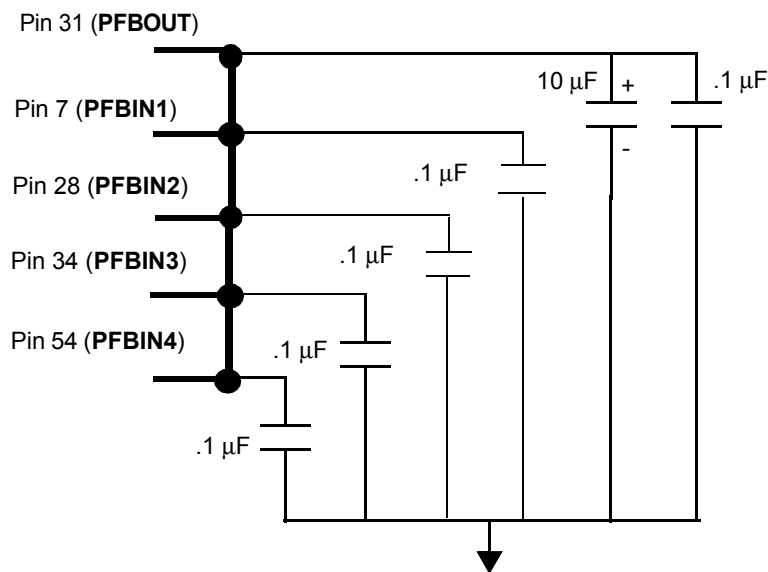 Pin 31 (PFBOUT)
10 µF + .1 µF
Pin 7 (PFBIN1)
-
.1 µF
Pin 28 (PFBIN2)
.1 µF
Pin 34 (PFBIN3)
Pin 54 (PFBIN4)
.1 µF
.1 µF